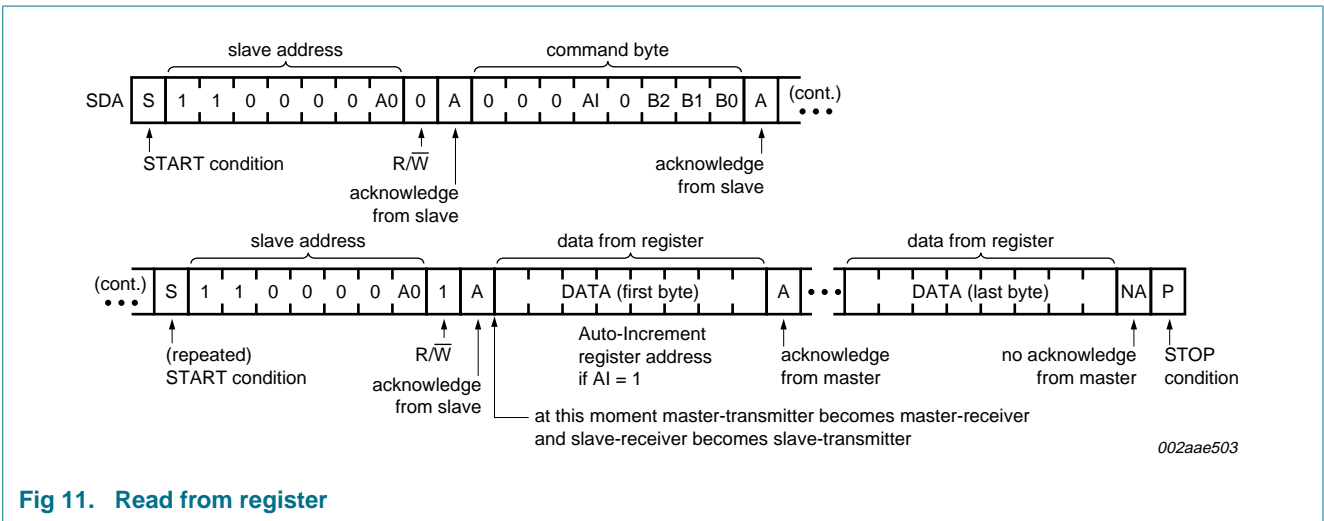 slave address command byte
SDA S 1 1 0 0 0 0 A0 0 A 0 0 0 AI 0 B2 B1 B0 A (cont.)
START condition R/W̅ acknowledge from slave acknowledge from slave
slave address data from register data from register
(cont.) S 1 1 0 0 0 0 A0 1 A DATA (first byte) A DATA (last byte) NA P
(repeated)
START condition
R/W̅
acknowledge
from slave
Auto-Increment
register address
if AI = 1
acknowledge
from master
no acknowledge
from master
STOP
condition
at this moment master-transmitter becomes master-receiver
and slave-receiver becomes slave-transmitter
002aae503
Fig 11. Read from register